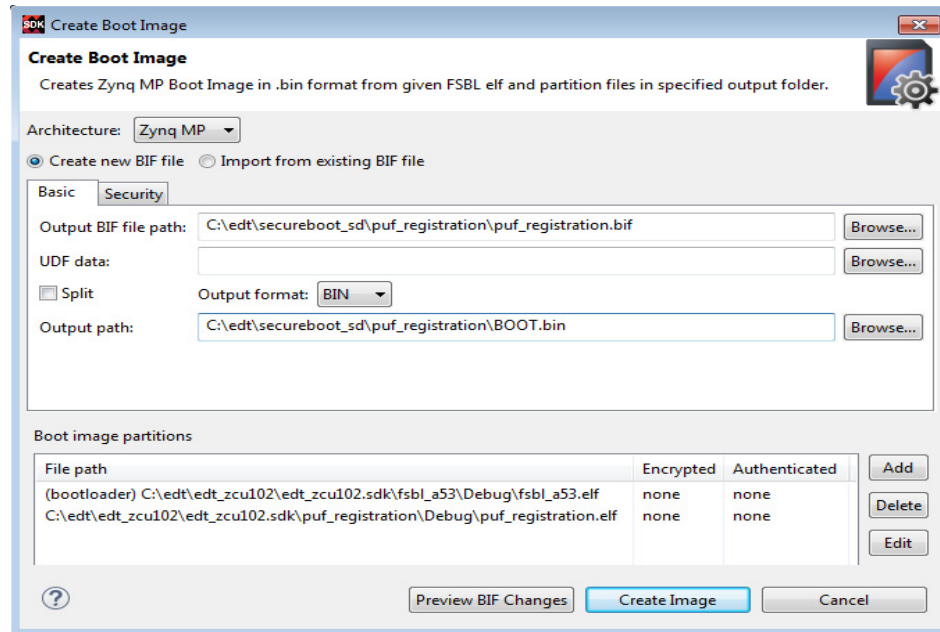 SDK Create Boot Image
Create Boot Image
Creates Zynq MP Boot Image in .bin format from given FSBL elf and partition files in specified output folder.
Architecture: Zynq MP
Create new BIF file Import from existing BIF file
Basic Security
Output BIF file path: C:\edt\secureboot_sd\puf_registration\puf_registration.bif Browse...
UDF data: Browse...
Split Output format: BIN
Output path: C:\edt\secureboot_sd\puf_registration\BOOT.bin Browse...
Boot image partitions
File path Encrypted Authenticated Add
(bootloader) C:\edt\edt_zcu102\edt_zcu102.sdk\fsbl_a53\Debug\fsbl_a53.elf none none
Delete
C:\edt\edt_zcu102\edt_zcu102.sdk\puf_registration\Debug\puf_registration.elf none none
Edit
? Preview BIF Changes Create Image Cancel